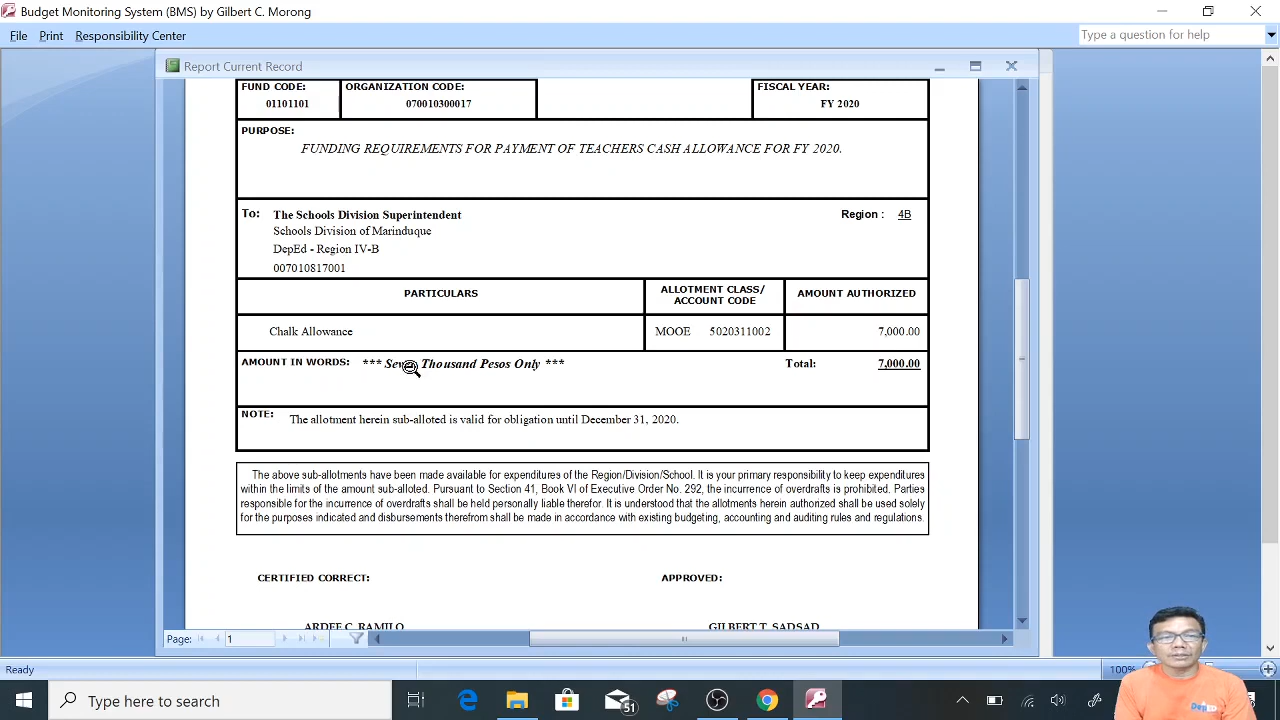 Budget Monitoring System (BMS) by Gilbert C. Morong
File Print Responsibility Center
Type a question for help
Report Current Record
FUND CODE: ORGANIZATION CODE: FISCAL YEAR:
01101101 070010300017 FY 2020
PURPOSE:
FUNDING REQUIREMENTS FOR PAYMENT OF TEACHERS CASH ALLOWANCE FOR FY 2020.
To: The Schools Division Superintendent Region : 4B
Schools Division of Marinduque
DepEd - Region IV-B
007010817001
PARTICULARS ALLOTMENT CLASS/ ACCOUNT CODE AMOUNT AUTHORIZED
Chalk Allowance MOOE 5020311002 7,000.00
AMOUNT IN WORDS: *** Seven Thousand Pesos Only *** Total: 7,000.00
NOTE: The allotment herein sub-alloted is valid for obligation until December 31, 2020.
The above sub-allotments have been made available for expenditures of the Region/Division/School. It is your primary responsibility to keep expenditures
within the limits of the amount sub-alloted. Pursuant to Section 41, Book VI of Executive Order No. 292, the incurrence of overdrafts is prohibited. Parties
responsible for the incurrence of overdrafts shall be held personally liable therefor. It is understood that the allotments herein authorized shall be used solely
for the purposes indicated and disbursements therefrom shall be made in accordance with existing budgeting, accounting and auditing rules and regulations.
CERTIFIED CORRECT: APPROVED:
ARDEE C. RAMILO GILBERT T. SADSAD
Page: 1
Ready 100%
Type here to search
51